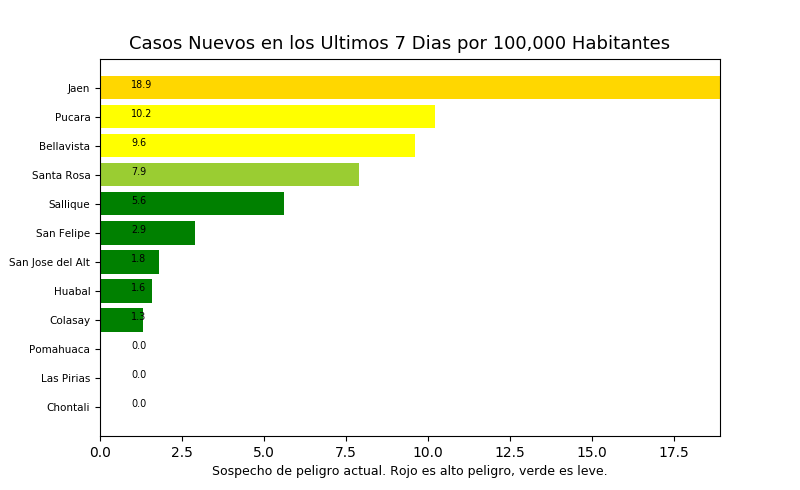 Casos Nuevos en los Ultimos 7 Dias por 100,000 Habitantes
Jaen 18.9
Pucara 10.2
Bellavista 9.6
Santa Rosa 7.9
Sallique 5.6
San Felipe 2.9
San Jose del Alt 1.8
Huabal 1.6
Colasay 1.3
Pomahuaca 0.0
Las Pirias 0.0
Chontali 0.0
0.0 2.5 5.0 7.5 10.0 12.5 15.0 17.5
Sospecho de peligro actual. Rojo es alto peligro, verde es leve.